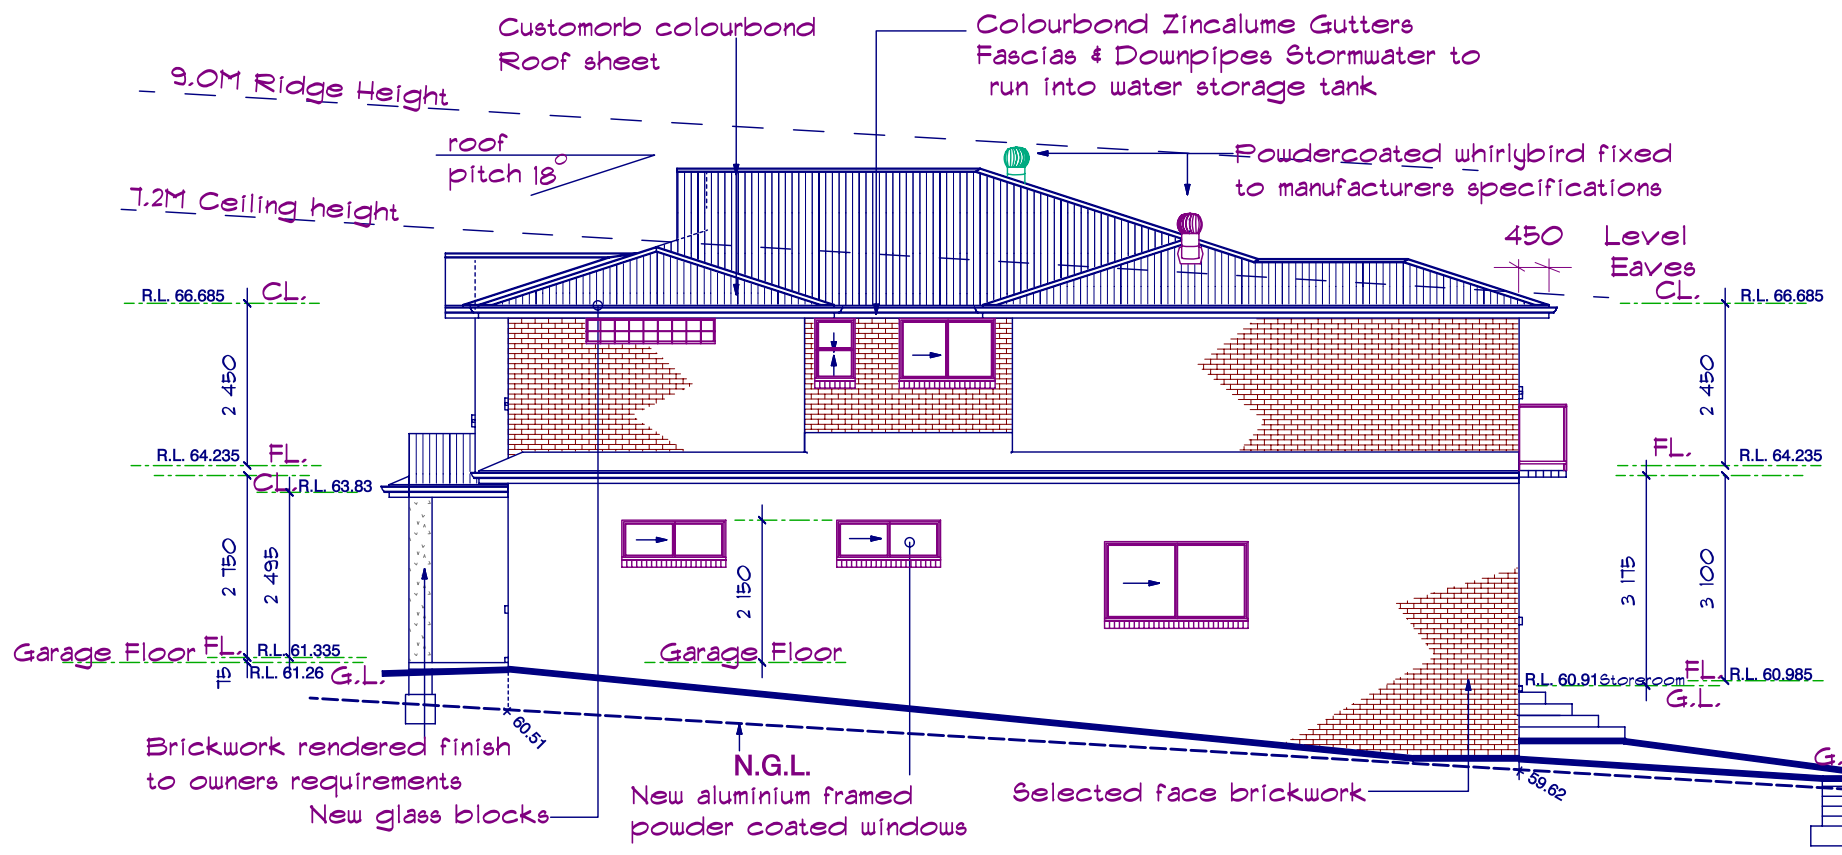 Customorb colourbond
Roof sheet
Colourbond Zincalume Gutters
Fascias & Downpipes Stormwater to
run into water storage tank
9.0M Ridge Height
roof
pitch 18°
Powdercoated whirlybird fixed
to manufacturers specifications
7.2M Ceiling height
450
Level
Eaves
R.L. 66.685
CL.
CL.
R.L. 66.685
2 450
2 450
R.L. 64.235
FL.
FL.
R.L. 64.235
CL.
R.L. 63.83
2 750
2 495
2 150
3 175
3 100
Garage Floor
FL.
R.L. 61.335
Garage Floor
75
R.L. 61.26
G.L.
R.L. 60.91
Storeroom
FL.
R.L. 60.985
G.L.
60.51
Brickwork rendered finish
to owners requirements
New glass blocks
N.G.L.
New aluminium framed
powder coated windows
Selected face brickwork
59.62
G.